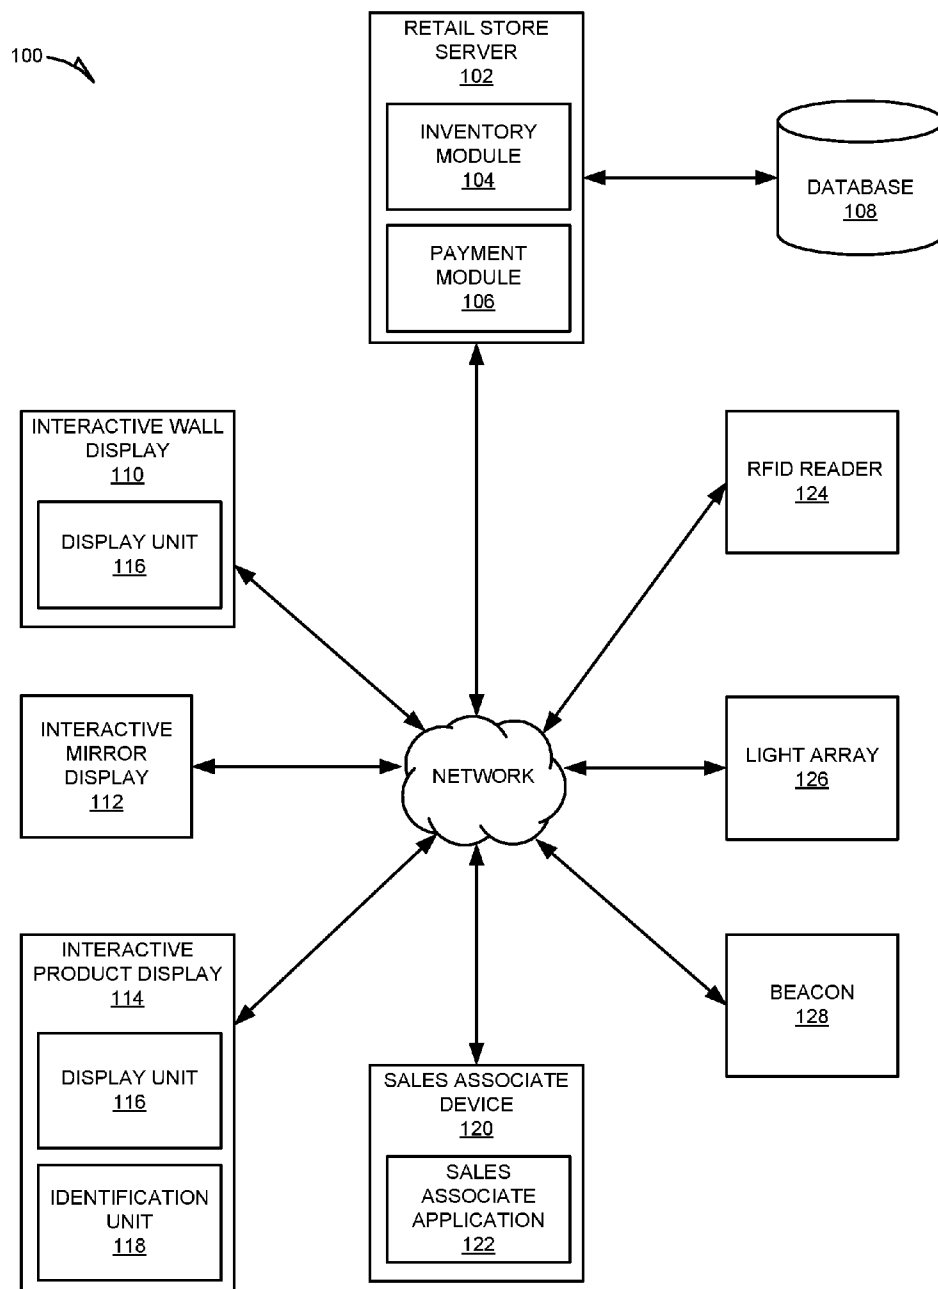 100
RETAIL STORE
SERVER
102
INVENTORY
MODULE
104
PAYMENT
MODULE
106
DATABASE
108
INTERACTIVE WALL
DISPLAY
110
DISPLAY UNIT
116
RFID READER
124
INTERACTIVE
MIRROR
DISPLAY
112
NETWORK
LIGHT ARRAY
126
INTERACTIVE
PRODUCT DISPLAY
114
DISPLAY UNIT
116
IDENTIFICATION
UNIT
118
SALES ASSOCIATE
DEVICE
120
SALES
ASSOCIATE
APPLICATION
122
BEACON
128